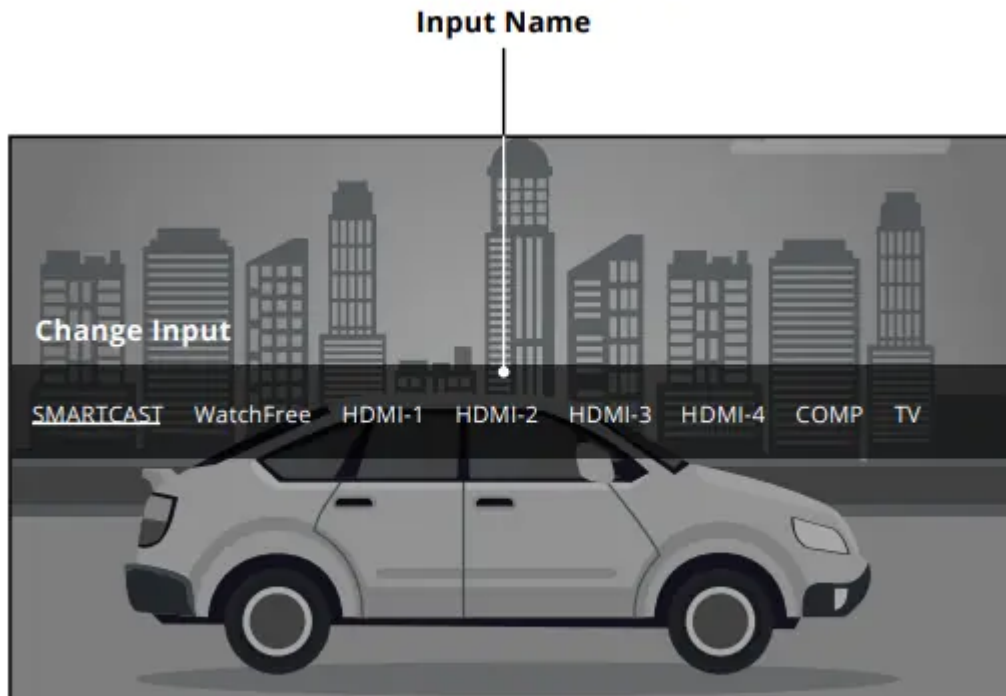 Input Name
Change Input
SMARTCAST WatchFree HDMI-1 HDMI-2 HDMI-3 HDMI-4 COMP TV